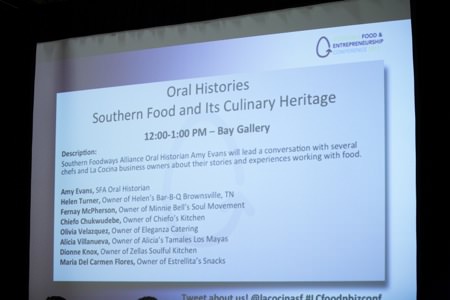 FOOD &
ENTREPRENEURSHIP
CONFERENCE
Oral Histories
Southern Food and Its Culinary Heritage
12:00-1:00 PM – Bay Gallery
Description:
Southern Foodways Alliance Oral Historian Amy Evans will lead a conversation with several
chefs and La Cocina business owners about their stories and experiences working with food.
Amy Evans, SFA Oral Historian
Helen Turner, Owner of Helen's Bar-B-Q Brownsville, TN
Fernay McPherson, Owner of Minnie Bell's Soul Movement
Chiefo Chukwudebe, Owner of Chiefo's Kitchen
Olivia Velazquez, Owner of Eleganza Catering
Alicia Villanueva, Owner of Alicia's Tamales Los Mayas
Dionne Knox, Owner of Zellas Soulful Kitchen
Maria Del Carmen Flores, Owner of Estrellita's Snacks
Tweet about us! @lacocinasf #LCfoodnbizconf